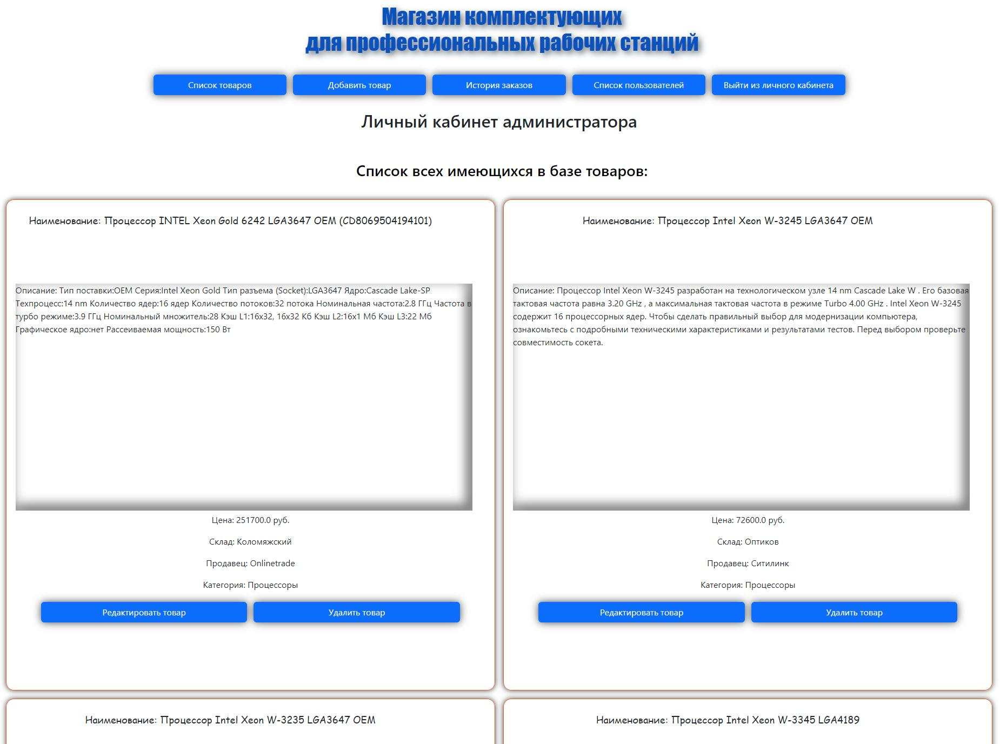 Магазин комплектующих
для профессиональных рабочих станций
Список товаров
Добавить товар
История заказов
Список пользователей
Выйти из личного кабинета
Личный кабинет администратора
Список всех имеющихся в базе товаров:
Наименование: Процессор INTEL Xeon Gold 6242 LGA3647 OEM (CD8069504194101)
Описание: Тип поставки:OEM Серия:Intel Xeon Gold Тип разъема (Socket):LGA3647 Ядро:Cascade Lake-SP
Техпроцесс:14 nm Количество ядер:16 ядер Количество потоков:32 потока Номинальная частота:2.8 ГГц Частота в
турбо режиме:3.9 ГГц Номинальный множитель:28 Кэш L1:16x32, 16x32 Кб Кэш L2:16x1 Мб Кэш L3:22 Мб
Графическое ядро:нет Рассеиваемая мощность:150 Вт
Цена: 251700.0 руб.
Склад: Коломяжский
Продавец: Onlinetrade
Категория: Процессоры
Редактировать товар
Удалить товар
Наименование: Процессор Intel Xeon W-3245 LGA3647 OEM
Описание: Процессор Intel Xeon W-3245 разработан на технологическом узле 14 nm Cascade Lake W . Его базовая
тактовая частота равна 3.20 GHz , а максимальная тактовая частота в режиме Turbo 4.00 GHz . Intel Xeon W-3245
содержит 16 процессорных ядер. Чтобы сделать правильный выбор для модернизации компьютера,
ознакомьтесь с подробными техническими характеристиками и результатами тестов. Перед выбором проверьте
совместимость сокета.
Цена: 72600.0 руб.
Склад: Оптиков
Продавец: Ситилинк
Категория: Процессоры
Редактировать товар
Удалить товар
Наименование: Процессор Intel Xeon W-3235 LGA3647 OEM
Наименование: Процессор Intel Xeon W-3345 LGA4189